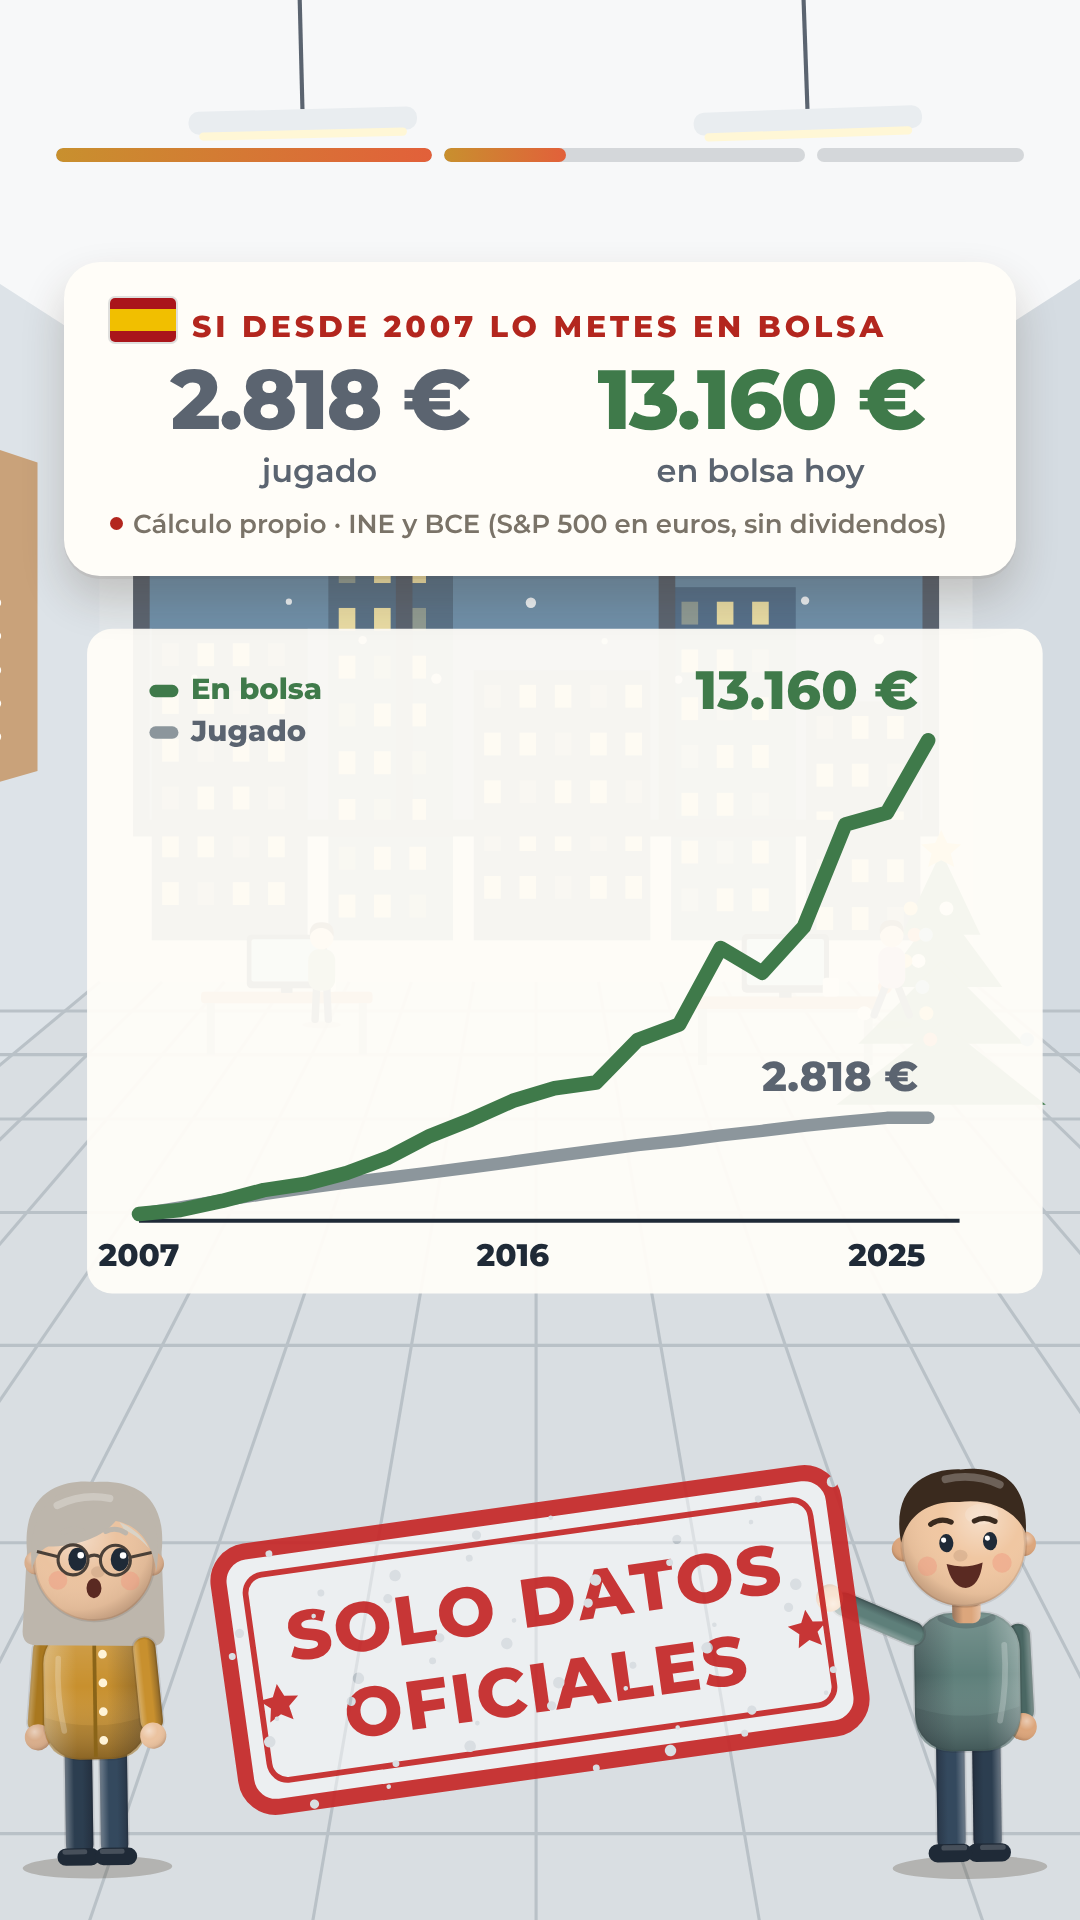 SI DESDE 2007 LO METES EN BOLSA
2.818 € 13.160 €
jugado en bolsa hoy
Cálculo propio · INE y BCE (S&P 500 en euros, sin dividendos)
En bolsa
Jugado
13.160 €
2.818 €
2007 2016 2025
SOLO DATOS
OFICIALES